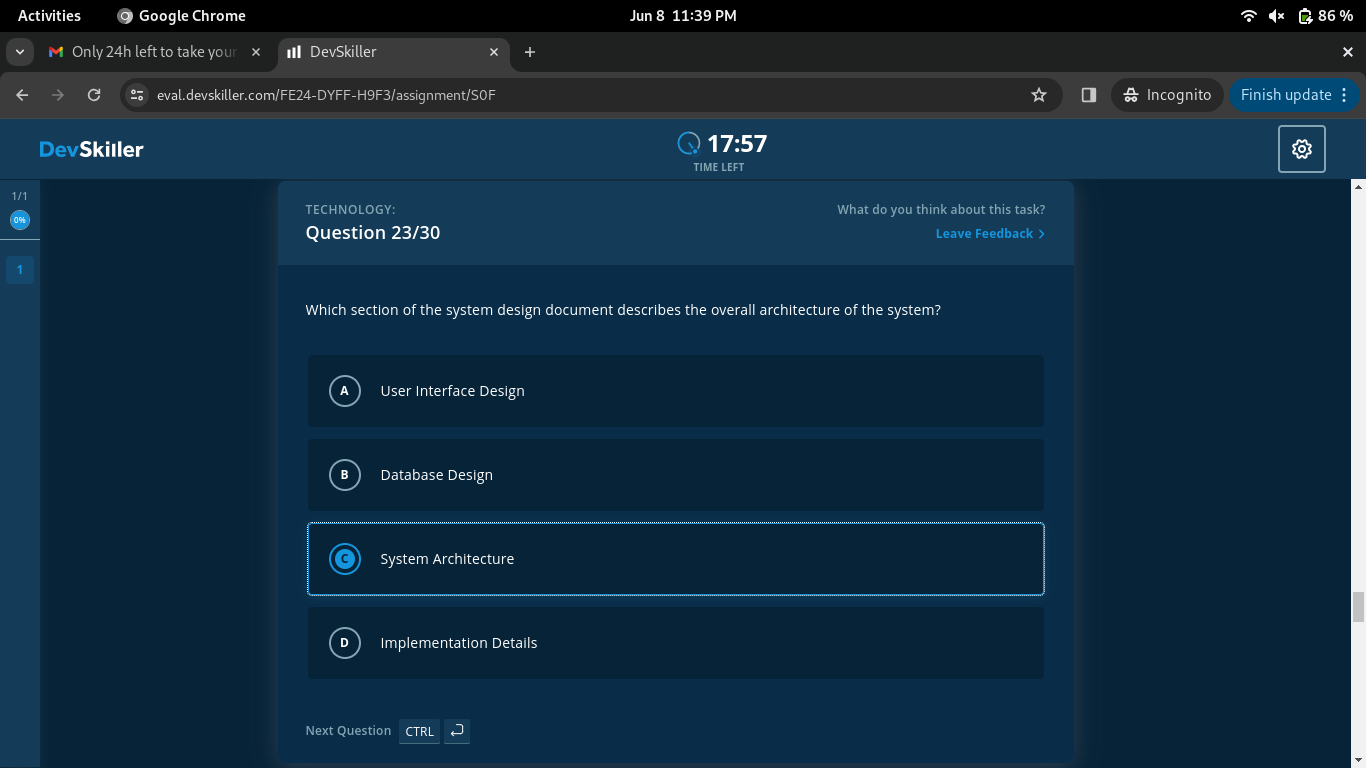 Activities Google Chrome Jun 8 11:39 PM 86 %
Only 24h left to take your DevSkiller
eval.devskiller.com/FE24-DYFF-H9F3/assignment/S0F Incognito Finish update
DevSkiller 17:57
TIME LEFT
1/1
0%
1
TECHNOLOGY: What do you think about this task?
Question 23/30 Leave Feedback
Which section of the system design document describes the overall architecture of the system?
A User Interface Design
B Database Design
C System Architecture
D Implementation Details
Next Question CTRL